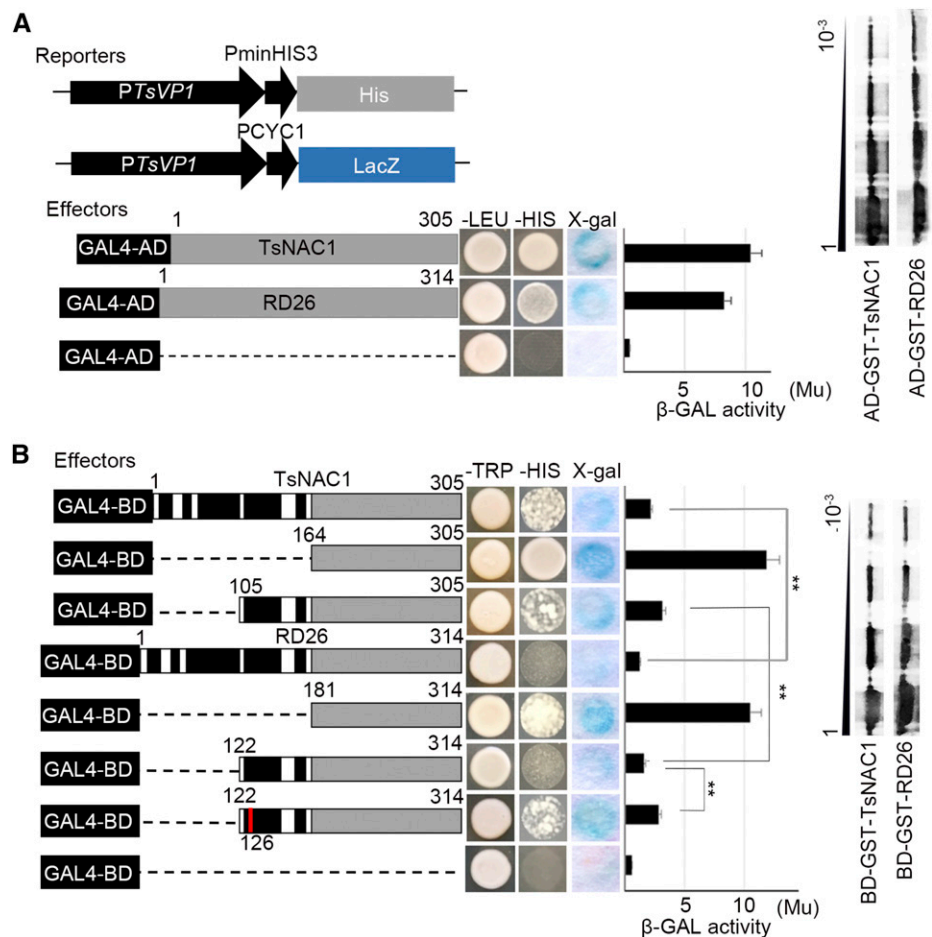 A
Reporters
PminHIS3
PTsVP1 His
PCYC1
PTsVP1 LacZ
Effectors
1 305 -LEU -HIS X-gal
GAL4-AD TsNAC1
1 314
GAL4-AD RD26
GAL4-AD
5 10 (Mu)
β-GAL activity
10-3
1
AD-GST-TsNAC1
AD-GST-RD26
B
Effectors
1 TsNAC1 305 -TRP -HIS X-gal
GAL4-BD
164 305
GAL4-BD
105 305
GAL4-BD
1 RD26 314
GAL4-BD
181 314
GAL4-BD
122 314
GAL4-BD
122 314
GAL4-BD
126
GAL4-BD
**
**
**
5 10 (Mu)
β-GAL activity
-10-3
1
BD-GST-TsNAC1
BD-GST-RD26